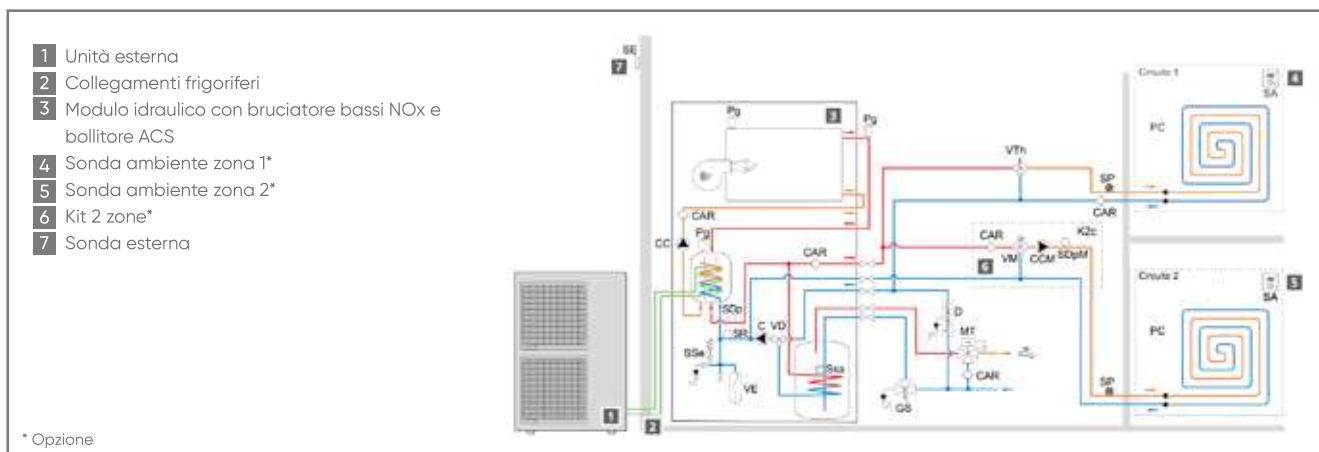 1 Unità esterna
2 Collegamenti frigoriferi
3 Modulo idraulico con bruciatore bassi NOx e
bollitore ACS
4 Sonda ambiente zona 1*
5 Sonda ambiente zona 2*
6 Kit 2 zone*
7 Sonda esterna
* Opzione
SE
7
Pg
3
Pg
CAR
CC
Pg
CAR
SDp
SR
C
VD
SSe
VE
Ssa
GS
D
MT
CAR
VTh
CAR
VM
CCM
SDpM
K2c
6
SP
CAR
Circuito 1
SA
4
PC
Circuito 2
SA
5
PC
SP
1
2